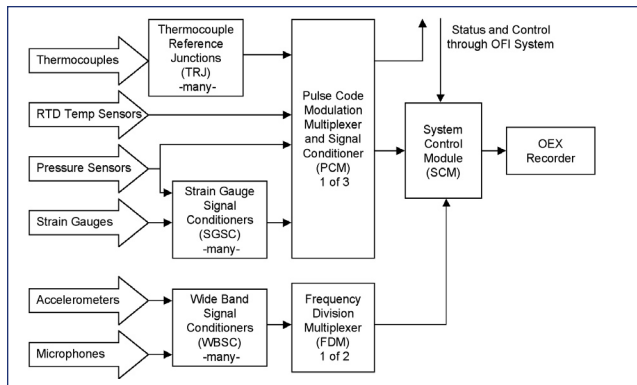 Thermocouples
RTD Temp Sensors
Pressure Sensors
Strain Gauges
Accelerometers
Microphones
Thermocouple
Reference
Junctions
(TRJ)
-many-
Strain Gauge
Signal
Conditioners
(SGSC)
-many-
Wide Band
Signal
Conditioners
(WBSC)
-many-
Pulse Code
Modulation
Multiplexer
and Signal
Conditioner
(PCM)
1 of 3
Frequency
Division
Multiplexer
(FDM)
1 of 2
Status and Control
through OFI System
System
Control
Module
(SCM)
OEX
Recorder